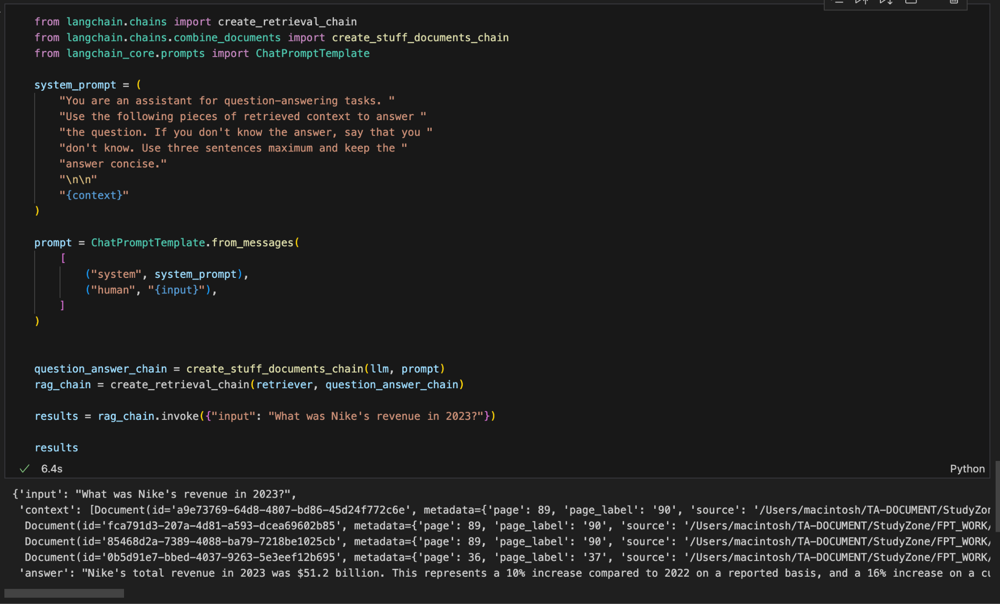 from langchain.chains import create_retrieval_chain
from langchain.chains.combine_documents import create_stuff_documents_chain
from langchain_core.prompts import ChatPromptTemplate

system_prompt = (
    "You are an assistant for question-answering tasks. "
    "Use the following pieces of retrieved context to answer "
    "the question. If you don't know the answer, say that you "
    "don't know. Use three sentences maximum and keep the "
    "answer concise."
    "\n\n"
    "{context}"
)

prompt = ChatPromptTemplate.from_messages(
    [
        ("system", system_prompt),
        ("human", "{input}"),
    ]
)

question_answer_chain = create_stuff_documents_chain(llm, prompt)
rag_chain = create_retrieval_chain(retriever, question_answer_chain)

results = rag_chain.invoke({"input": "What was Nike's revenue in 2023?"})

results
6.4s
Python
{'input': "What was Nike's revenue in 2023?",
 'context': [Document(id='a9e73769-64d8-4807-bd86-45d24f772c6e', metadata={'page': 89, 'page_label': '90', 'source': '/Users/macintosh/TA-DOCUMENT/StudyZon
  Document(id='fca791d3-207a-4d81-a593-dcea69602b85', metadata={'page': 89, 'page_label': '90', 'source': '/Users/macintosh/TA-DOCUMENT/StudyZone/FPT_WORK/
  Document(id='85468d2a-7389-4088-ba79-7218be1025cb', metadata={'page': 89, 'page_label': '90', 'source': '/Users/macintosh/TA-DOCUMENT/StudyZone/FPT_WORK/
  Document(id='0b5d91e7-bbed-4037-9263-5e3eef12b695', metadata={'page': 36, 'page_label': '37', 'source': '/Users/macintosh/TA-DOCUMENT/StudyZone/FPT_WORK/
 'answer': "Nike's total revenue in 2023 was $51.2 billion. This represents a 10% increase compared to 2022 on a reported basis, and a 16% increase on a cu